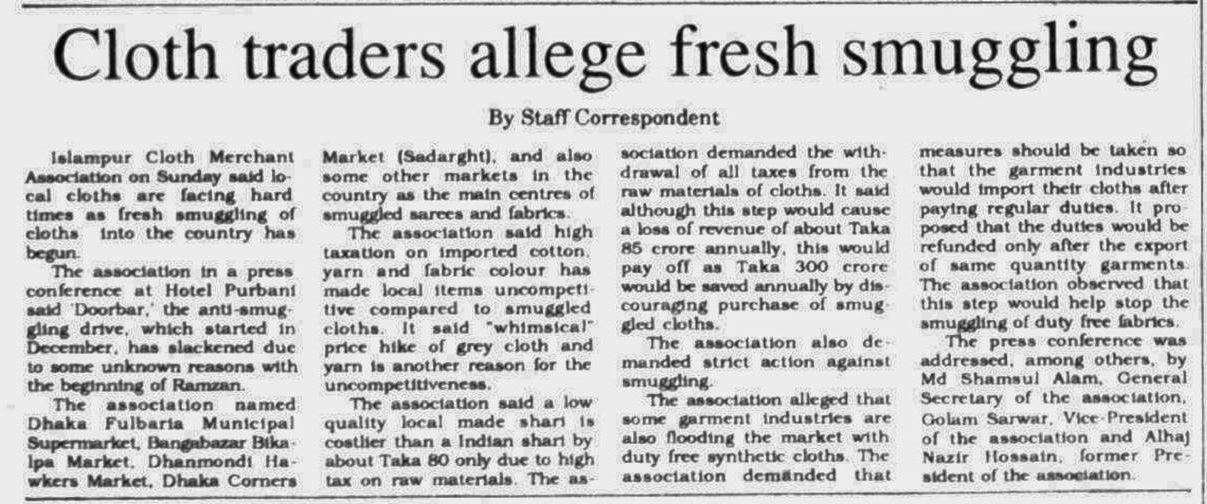 Cloth traders allege fresh smuggling
By Staff Correspondent
Islampur Cloth Merchant
Association on Sunday said lo-
cal cloths are facing hard
times as fresh smuggling of
cloths into the country has
begun.
The association in a press
conference at Hotel Purbani
said 'Doorbar,' the anti-smug-
gling drive, which started in
December, has slackened due
to some unknown reasons with
the beginning of Ramzan.
The association named
Dhaka Fulbaria Municipal
Supermarket, Bangabazar Bika-
lpa Market, Dhanmondi Ha-
wkers Market, Dhaka Corners
Market (Sadarght), and also
some other markets in the
country as the main centres of
smuggled sarees and fabrics.
The association said high
taxation on imported cotton,
yarn and fabric colour has
made local items uncompeti-
tive compared to smuggled
cloths. It said "whimsical"
price hike of grey cloth and
yarn is another reason for the
uncompetitiveness.
The association said a low
quality local made shari is
costlier than a Indian shari by
about Taka 80 only due to high
tax on raw materials. The as-
sociation demanded the with-
drawal of all taxes from the
raw materials of cloths. It said
although this step would cause
a loss of revenue of about Taka
85 crore annually, this would
pay off as Taka 300 crore
would be saved annually by dis-
couraging purchase of smug-
gled cloths.
The association also de-
manded strict action against
smuggling.
The association alleged that
some garment industries are
also flooding the market with
duty free synthetic cloths. The
association demanded that
measures should be taken so
that the garment industries
would import their cloths after
paying regular duties. It pro-
posed that the duties would be
refunded only after the export
of same quantity garments.
The association observed that
this step would help stop the
smuggling of duty free fabrics.
The press conference was
addressed, among others, by
Md Shamsul Alam, General
Secretary of the association,
Golam Sarwar, Vice-President
of the association and Alhaj
Nazir Hossain, former Pre-
sident of the association.